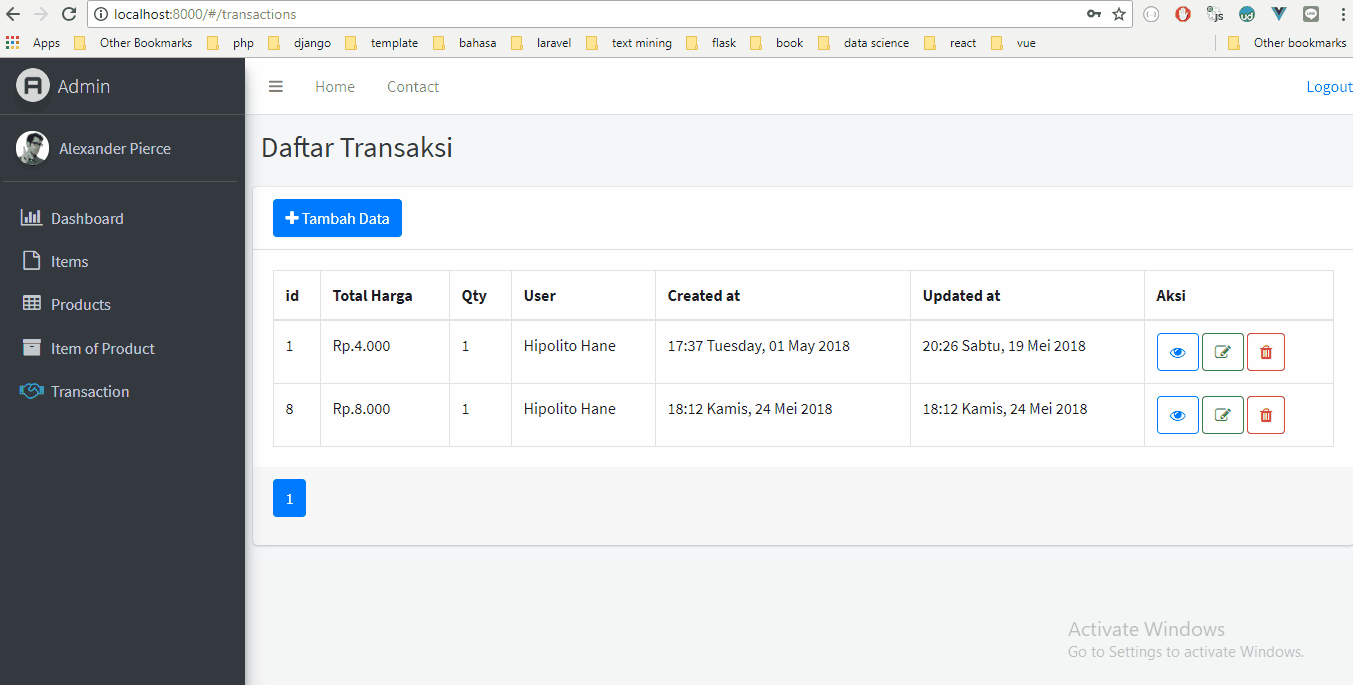 localhost:8000/#/transactions
Apps Other Bookmarks php django template bahasa laravel text mining flask book data science react vue Other bookmarks
Admin
Home Contact Logout
Alexander Pierce
Daftar Transaksi
Dashboard
Items
Products
Item of Product
Transaction
Tambah Data
id Total Harga Qty User Created at Updated at Aksi
1 Rp.4.000 1 Hipolito Hane 17:37 Tuesday, 01 May 2018 20:26 Sabtu, 19 Mei 2018
8 Rp.8.000 1 Hipolito Hane 18:12 Kamis, 24 Mei 2018 18:12 Kamis, 24 Mei 2018
1
Activate Windows
Go to Settings to activate Windows.